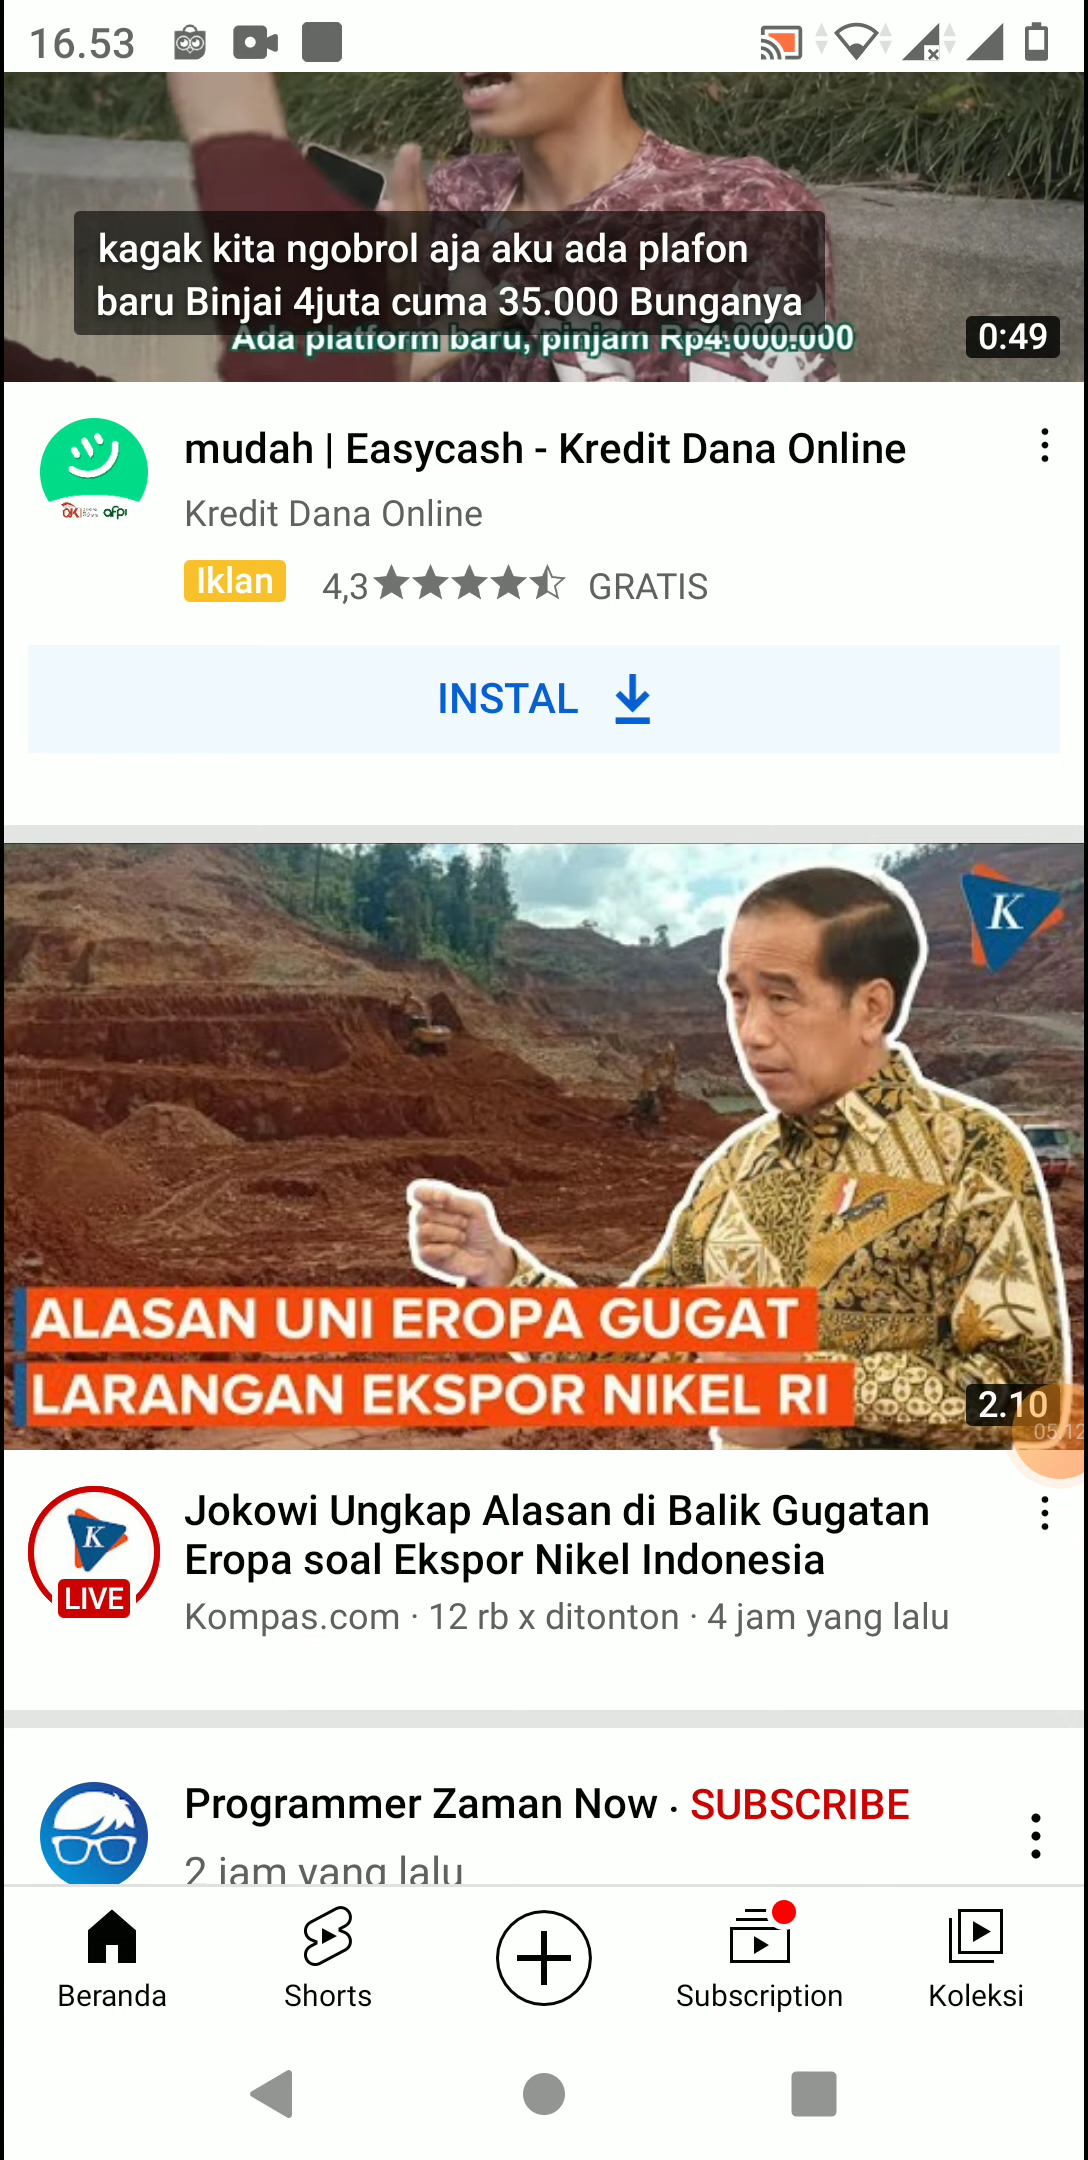 16.53
kagak kita ngobrol aja aku ada plafon
baru Binjai 4juta cuma 35.000 Bunganya
Ada platform baru, pinjam Rp4.000.000
0:49
mudah | Easycash - Kredit Dana Online
Kredit Dana Online
afpi
Iklan 4,3 GRATIS
INSTAL
K
ALASAN UNI EROPA GUGAT
LARANGAN EKSPOR NIKEL RI
2.10
05:12
Jokowi Ungkap Alasan di Balik Gugatan
Eropa soal Ekspor Nikel Indonesia
K
LIVE
Kompas.com · 12 rb x ditonton · 4 jam yang lalu
Programmer Zaman Now · SUBSCRIBE
2 jam yang lalu
Beranda Shorts Subscription Koleksi